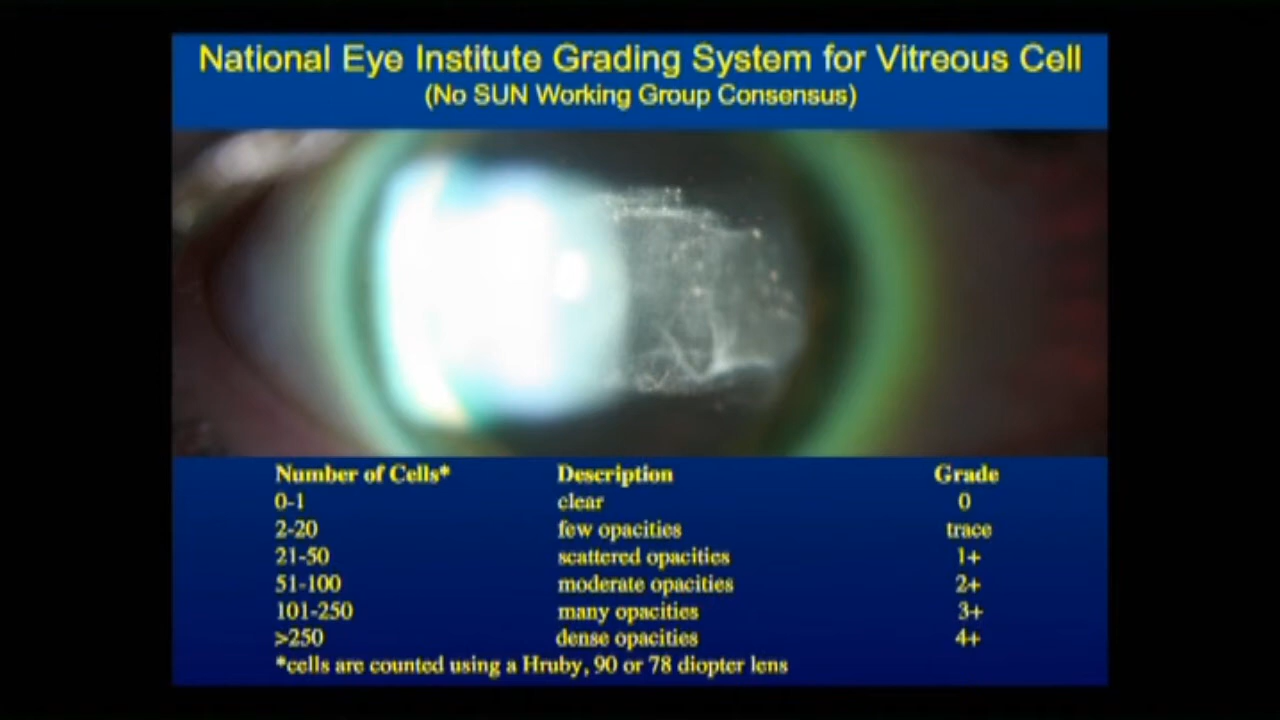 National Eye Institute Grading System for Vitreous Cell
(No SUN Working Group Consensus)
Number of Cells* Description Grade
0-1 clear 0
2-20 few opacities trace
21-50 scattered opacities 1+
51-100 moderate opacities 2+
101-250 many opacities 3+
>250 dense opacities 4+
*cells are counted using a Hruby, 90 or 78 diopter lens